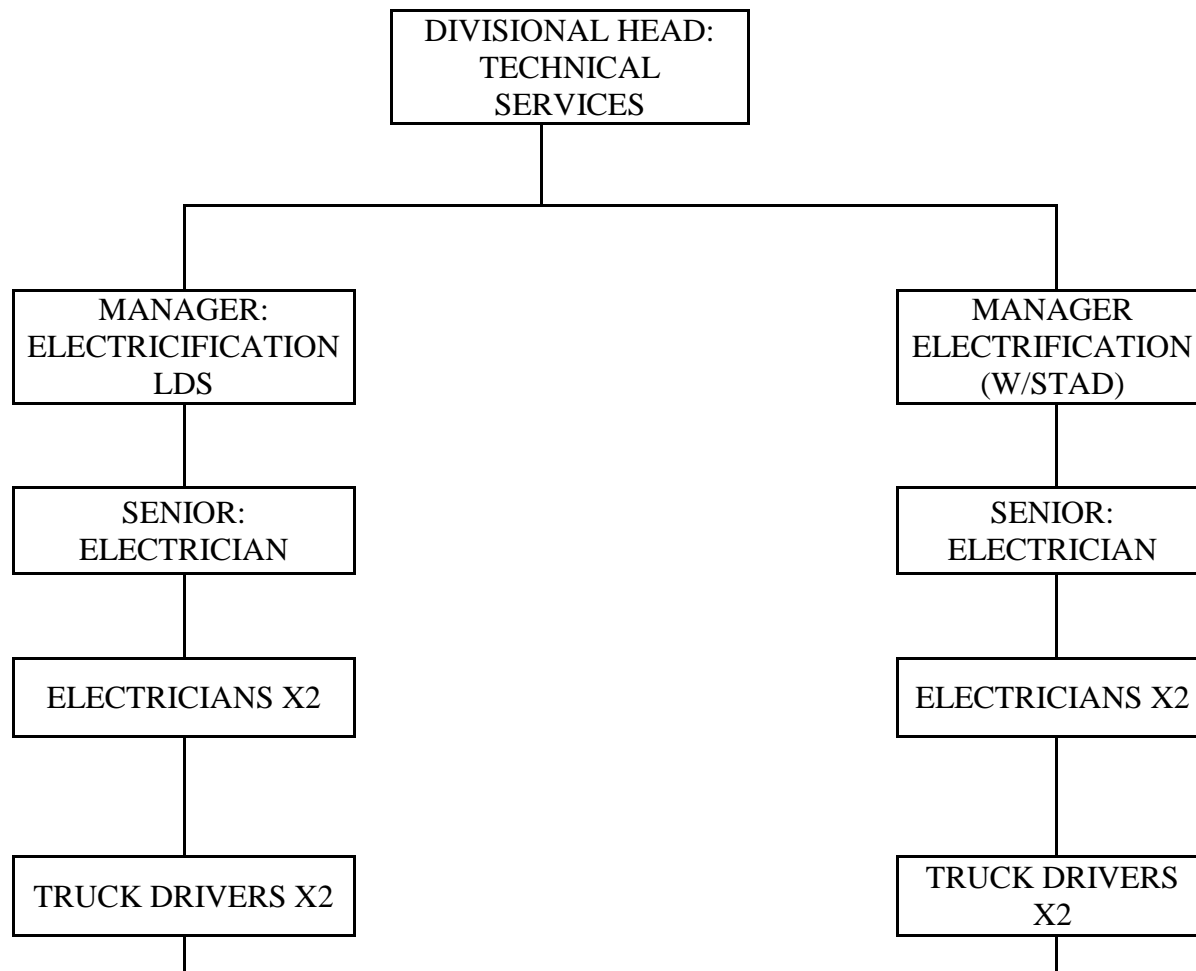 DIVISIONAL HEAD:
TECHNICAL
SERVICES
MANAGER:
ELECTRICIFICATION
LDS
MANAGER
ELECTRIFICATION
(W/STAD)
SENIOR:
ELECTRICIAN
SENIOR:
ELECTRICIAN
ELECTRICIANS X2
ELECTRICIANS X2
TRUCK DRIVERS X2
TRUCK DRIVERS
X2